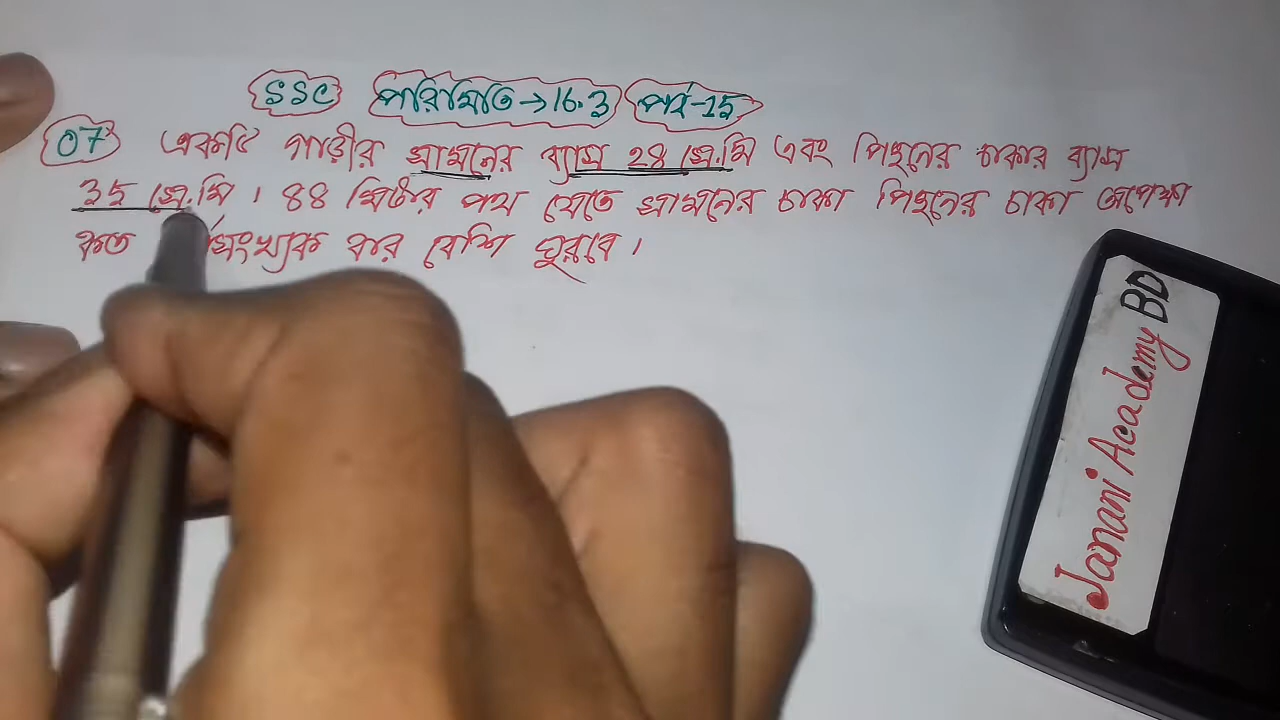 SSC পরিমিতি→16.3 পর্ব-15
07 একটি গাড়ীর সামনের ব্যাস 28 সে.মি এবং পিছনের চাকার ব্যাস
35 সে.মি। 88 মিটার পথ যেতে সামনের চাকা পিছনের চাকা অপেক্ষা
কত সংখ্যক বার বেশি ঘুরবে।
Janani Academy BD